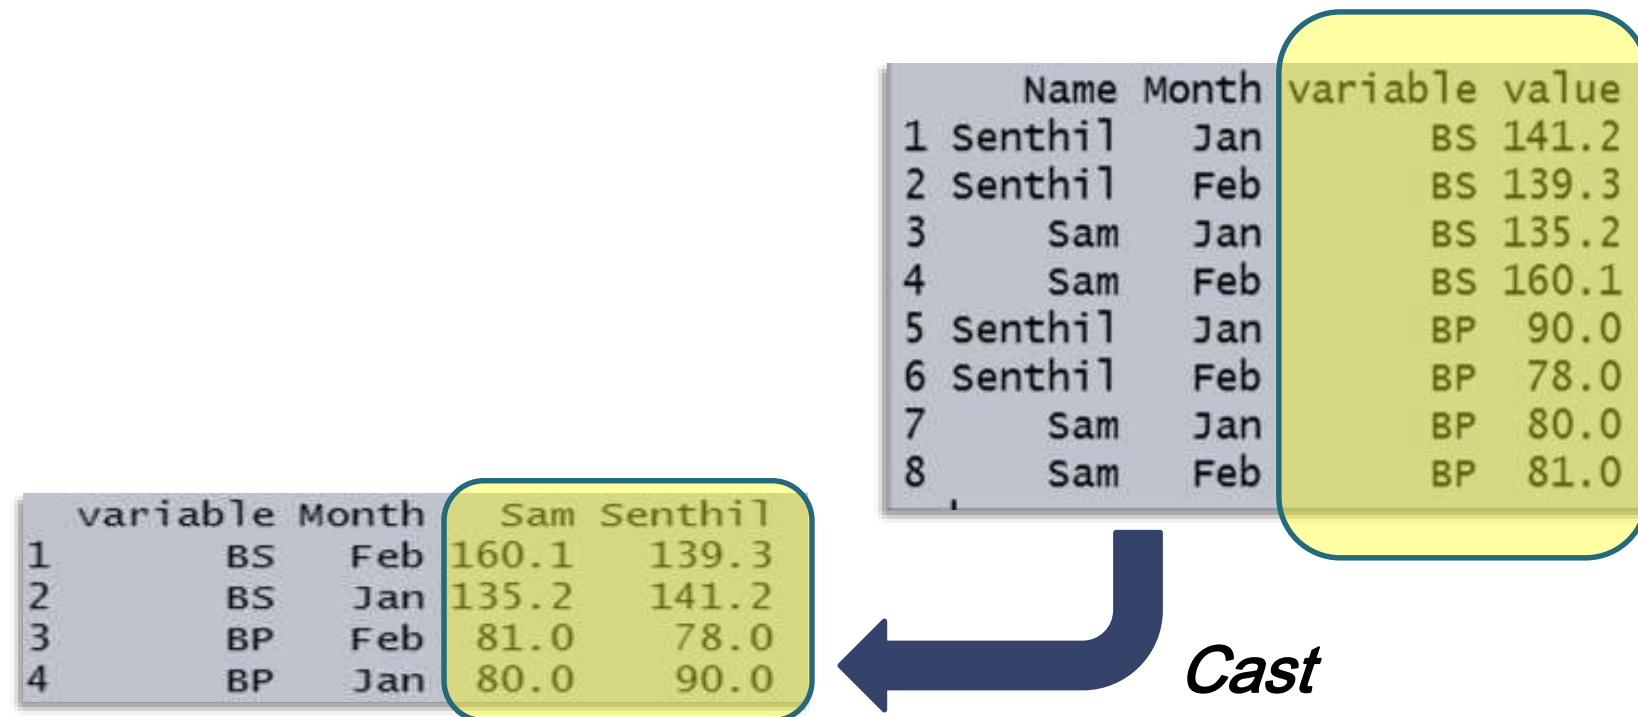 Name Month variable value
1 Senthil Jan BS 141.2
2 Senthil Feb BS 139.3
3 Sam Jan BS 135.2
4 Sam Feb BS 160.1
5 Senthil Jan BP 90.0
6 Senthil Feb BP 78.0
7 Sam Jan BP 80.0
8 Sam Feb BP 81.0
variable Month Sam Senthil
1 BS Feb 160.1 139.3
2 BS Jan 135.2 141.2
3 BP Feb 81.0 78.0
4 BP Jan 80.0 90.0
Cast